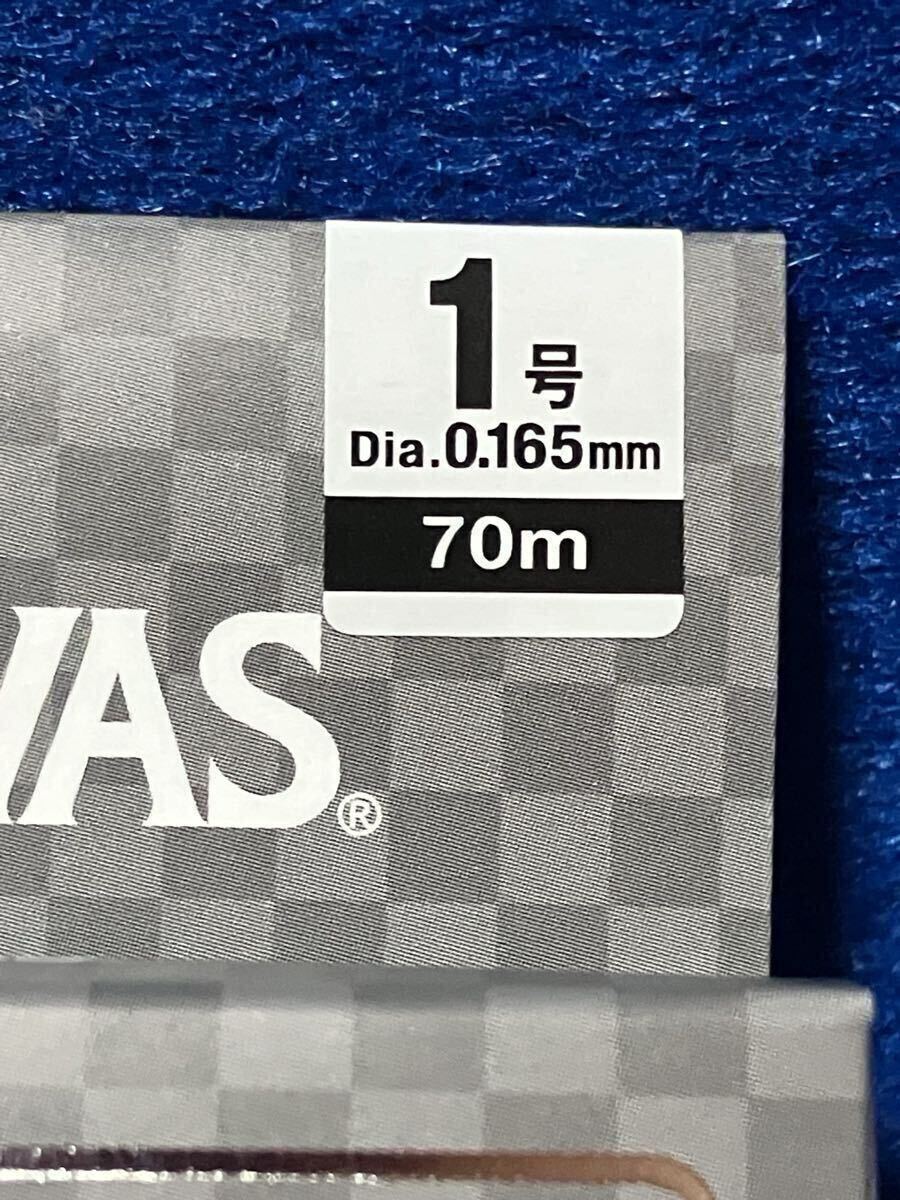 1号
Dia.0.165mm
70m
VAS®